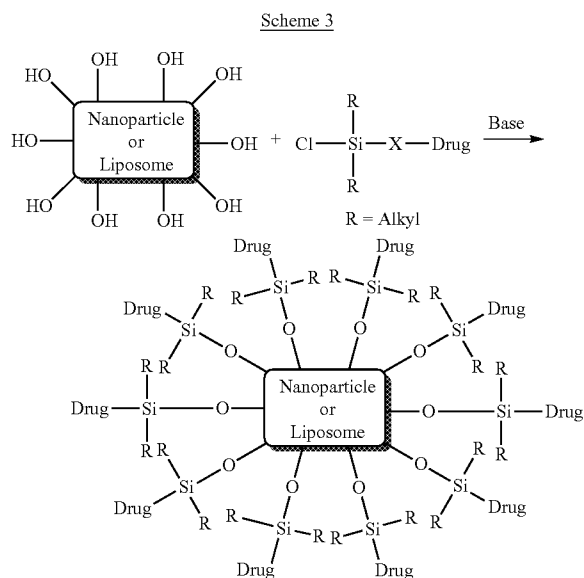 Scheme 3
OH OH OH OH
HO OH
HO OH
HO OH OH OH
Nanoparticle
or
Liposome
+
R
Cl Si X Drug
R
Base
R = Alkyl
Drug Drug
R Si R R Si R
O O
Drug R Si R O
O R Si R Drug
Drug R Si R O
O R Si R Drug
Nanoparticle
or
Liposome
Drug R Si R O
O R Si R Drug
O O
R Si R R Si R
Drug Drug